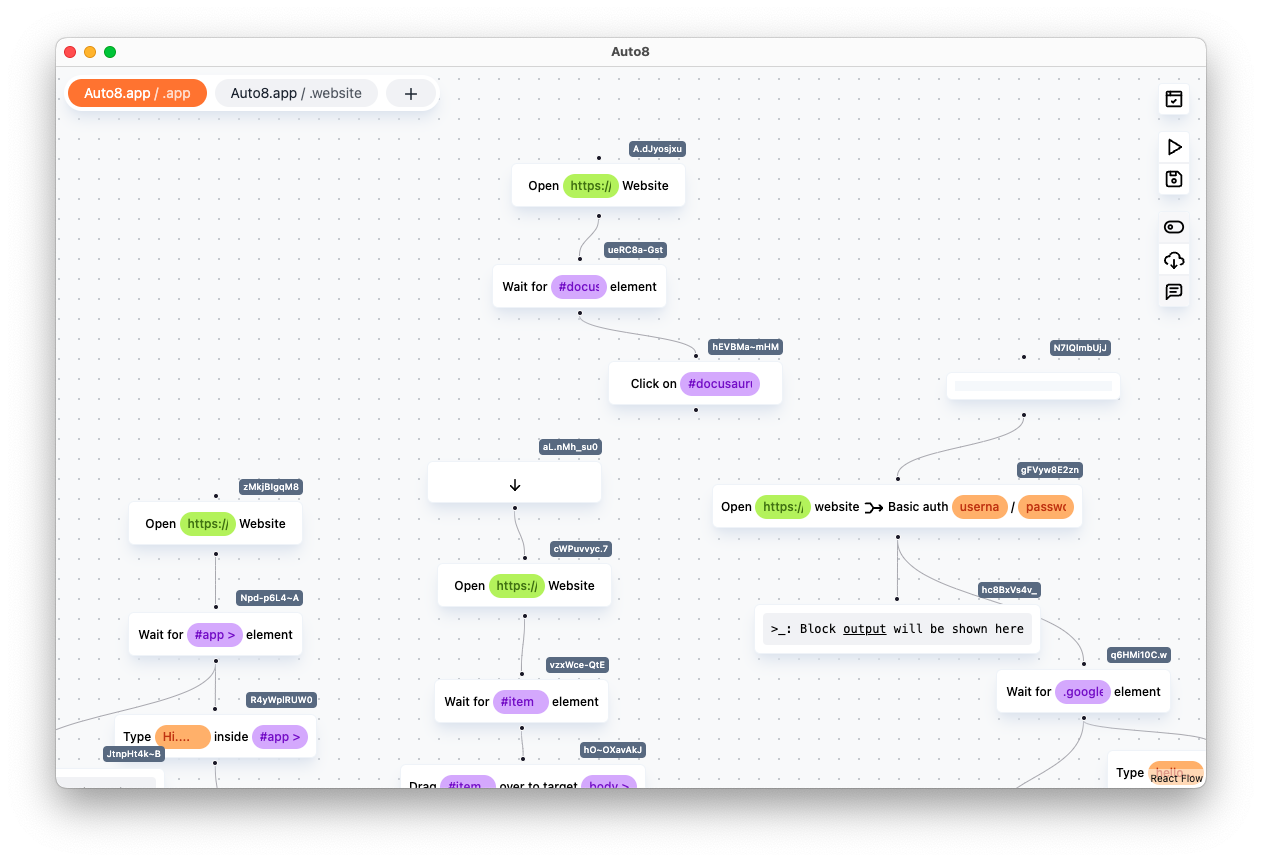 Auto8
Auto8.app / .app
Auto8.app / .website
+
A.dJyosjxu
Open https:// Website
ueRC8a-Gst
Wait for #docus element
hEVBMa~mHM
Click on #docusauru
N7IQImbUjJ
aL.nMh_su0
gFVyw8E2zn
Open https:// website Basic auth userna / passwo
zMkjBIgqM8
Open https:// Website
cWPuvvyc.7
Open https:// Website
hc8BxVs4v_
>_: Block output will be shown here
Npd-p6L4~A
Wait for #app > element
q6HMi10C.w
Wait for .google element
vzxWce-QtE
Wait for #item element
R4yWplRUW0
Type Hi.... inside #app >
JtnpHt4k~B
hO~OXavAkJ
Drag #item over to target body >
Type hello
React Flow